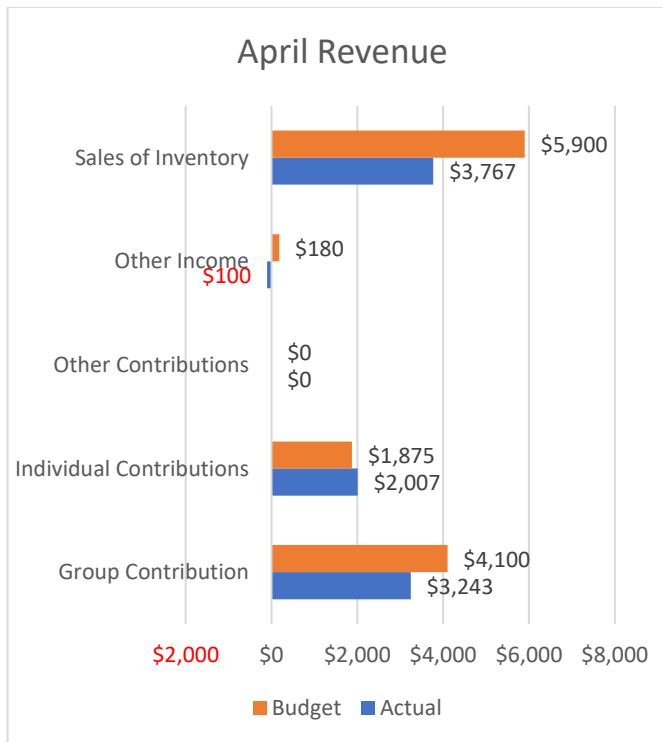 April Revenue
Sales of Inventory
$5,900
$3,767
Other Income
$180
$100
Other Contributions
$0
$0
Individual Contributions
$1,875
$2,007
Group Contribution
$4,100
$3,243
$2,000 $0 $2,000 $4,000 $6,000 $8,000
Budget Actual